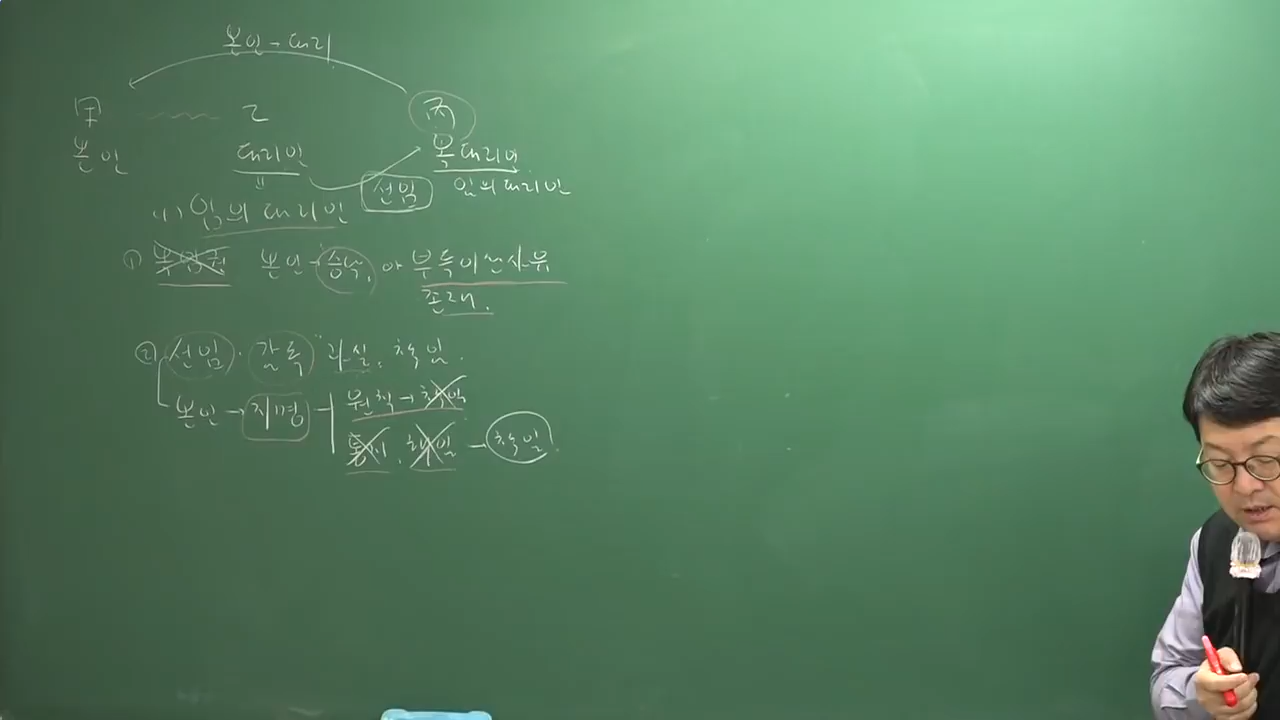 본인 - 대리
甲 乙 丙
본인 대리인 복대리인
선임 임의대리인
(1) 임의대리인
① 복임권 본인 - 승낙, or 부득이한 사유
존재.
② 선임·감독 "과실, 책임.
본인 → 지명 원칙 → 책임
통지, 해임 - 책임.